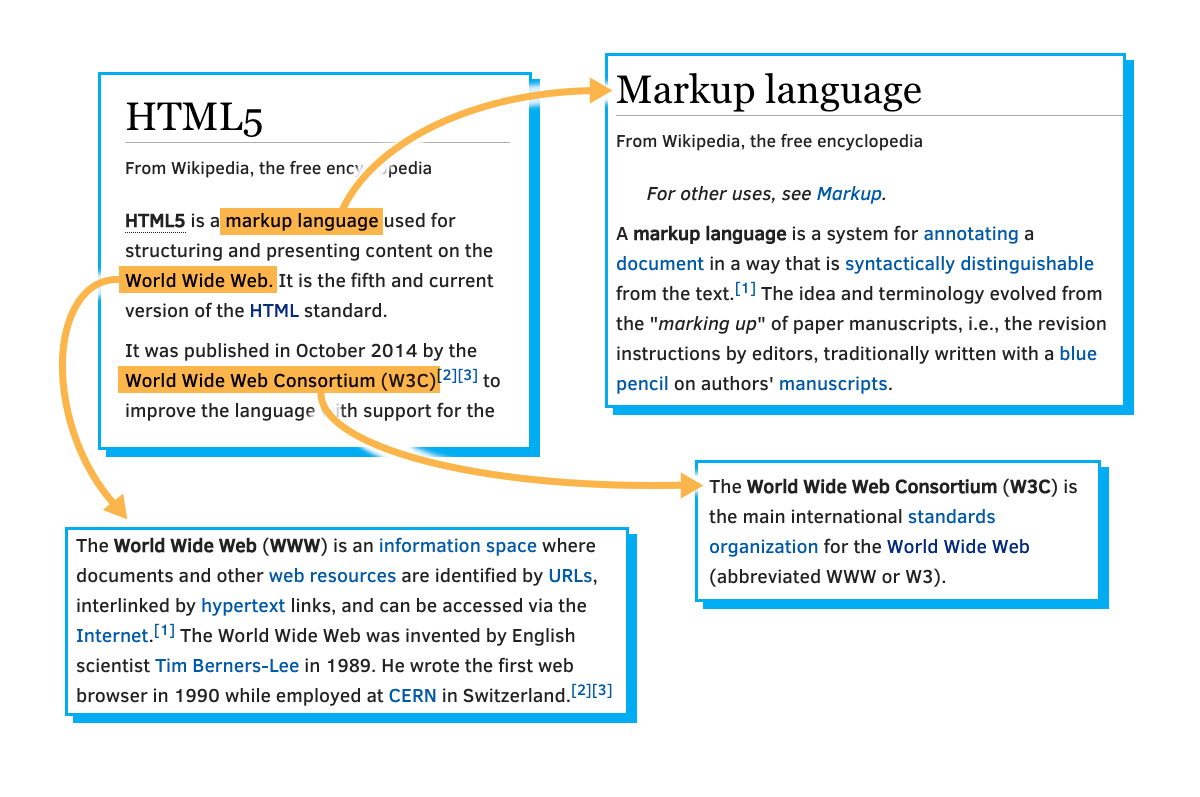 HTML5
From Wikipedia, the free encyclopedia
HTML5 is a markup language used for
structuring and presenting content on the
World Wide Web. It is the fifth and current
version of the HTML standard.
It was published in October 2014 by the
World Wide Web Consortium (W3C)[2][3] to
improve the language with support for the
Markup language
From Wikipedia, the free encyclopedia
For other uses, see Markup.
A markup language is a system for annotating a
document in a way that is syntactically distinguishable
from the text.[1] The idea and terminology evolved from
the "marking up" of paper manuscripts, i.e., the revision
instructions by editors, traditionally written with a blue
pencil on authors' manuscripts.
The World Wide Web Consortium (W3C) is
the main international standards
organization for the World Wide Web
(abbreviated WWW or W3).
The World Wide Web (WWW) is an information space where
documents and other web resources are identified by URLs,
interlinked by hypertext links, and can be accessed via the
Internet.[1] The World Wide Web was invented by English
scientist Tim Berners-Lee in 1989. He wrote the first web
browser in 1990 while employed at CERN in Switzerland.[2][3]